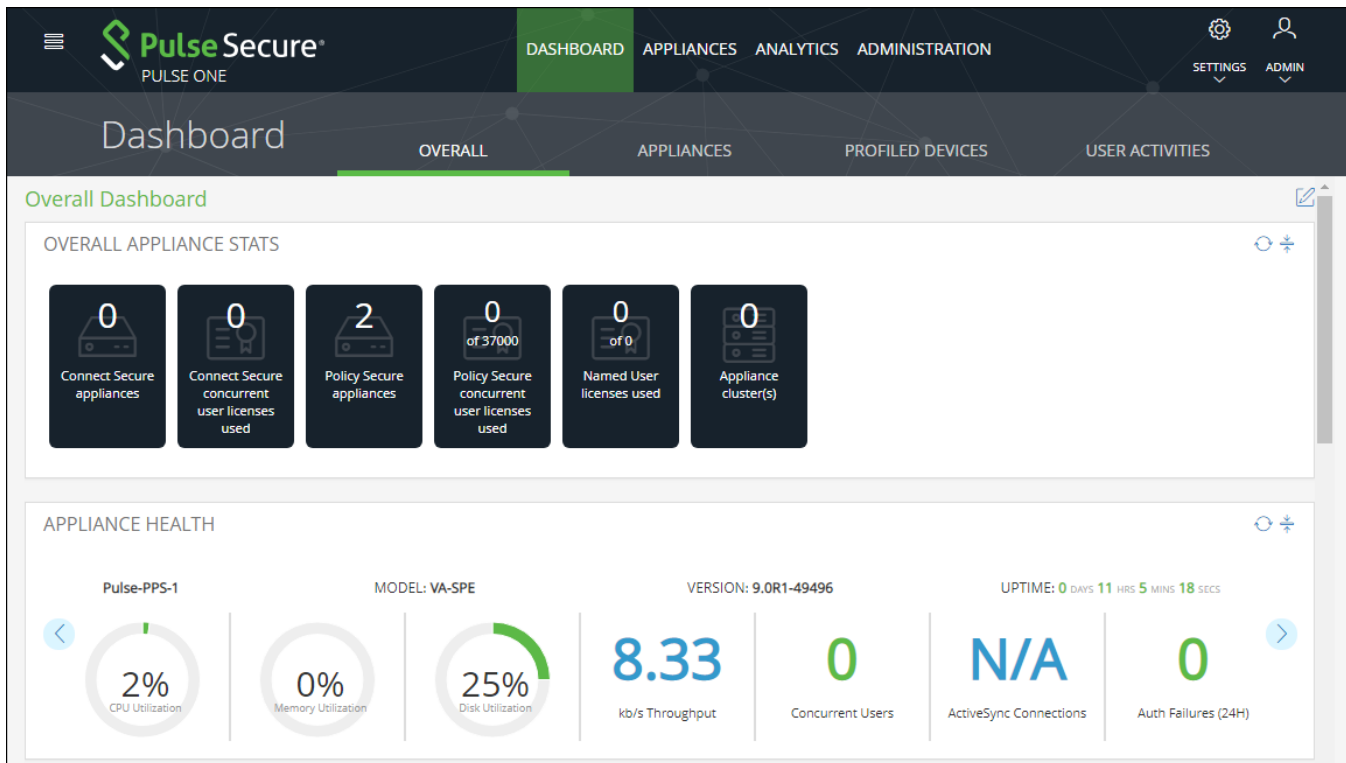 Pulse Secure®
PULSE ONE
DASHBOARD APPLIANCES ANALYTICS ADMINISTRATION
SETTINGS ADMIN
Dashboard
OVERALL APPLIANCES PROFILED DEVICES USER ACTIVITIES
Overall Dashboard
OVERALL APPLIANCE STATS
0
Connect Secure
appliances
0
Connect Secure
concurrent
user licenses
used
2
Policy Secure
appliances
0
of 37000
Policy Secure
concurrent
user licenses
used
0
of 0
Named User
licenses used
0
Appliance
cluster(s)
APPLIANCE HEALTH
Pulse-PPS-1 MODEL: VA-SPE VERSION: 9.0R1-49496 UPTIME: 0 DAYS 11 HRS 5 MINS 18 SECS
2%
CPU Utilization
0%
Memory Utilization
25%
Disk Utilization
8.33
kb/s Throughput
0
Concurrent Users
N/A
ActiveSync Connections
0
Auth Failures (24H)